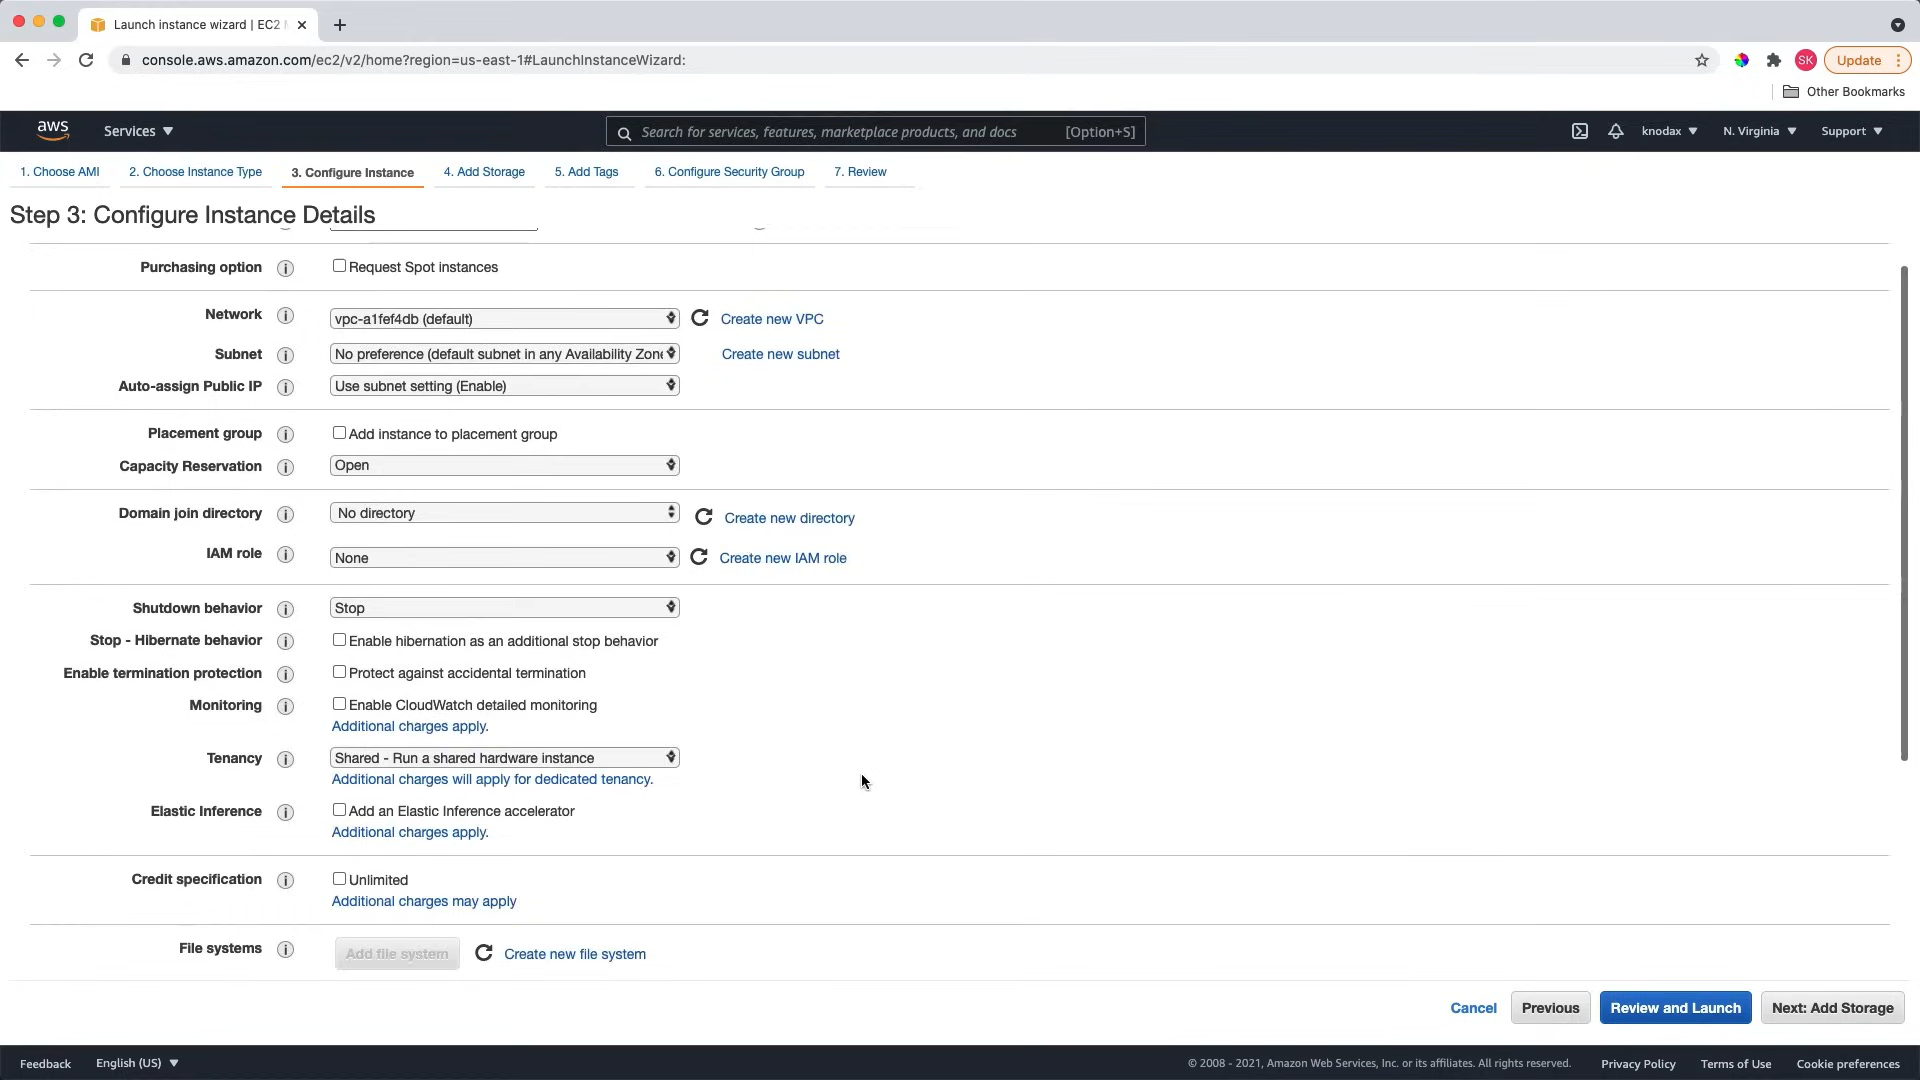 Launch instance wizard | EC2
console.aws.amazon.com/ec2/v2/home?region=us-east-1#LaunchInstanceWizard:
SK
Update
Other Bookmarks
aws
Services
Search for services, features, marketplace products, and docs [Option+S]
knodax
N. Virginia
Support
1. Choose AMI
2. Choose Instance Type
3. Configure Instance
4. Add Storage
5. Add Tags
6. Configure Security Group
7. Review
Step 3: Configure Instance Details
Purchasing option i Request Spot instances
Network i vpc-a1fef4db (default) Create new VPC
Subnet i No preference (default subnet in any Availability Zone Create new subnet
Auto-assign Public IP i Use subnet setting (Enable)
Placement group i Add instance to placement group
Capacity Reservation i Open
Domain join directory i No directory Create new directory
IAM role i None Create new IAM role
Shutdown behavior i Stop
Stop - Hibernate behavior i Enable hibernation as an additional stop behavior
Enable termination protection i Protect against accidental termination
Monitoring i Enable CloudWatch detailed monitoring
Additional charges apply.
Tenancy i Shared - Run a shared hardware instance
Additional charges will apply for dedicated tenancy.
Elastic Inference i Add an Elastic Inference accelerator
Additional charges apply.
Credit specification i Unlimited
Additional charges may apply
File systems i Add file system Create new file system
Cancel Previous Review and Launch Next: Add Storage
Feedback English (US) © 2008 - 2021, Amazon Web Services, Inc. or its affiliates. All rights reserved. Privacy Policy Terms of Use Cookie preferences